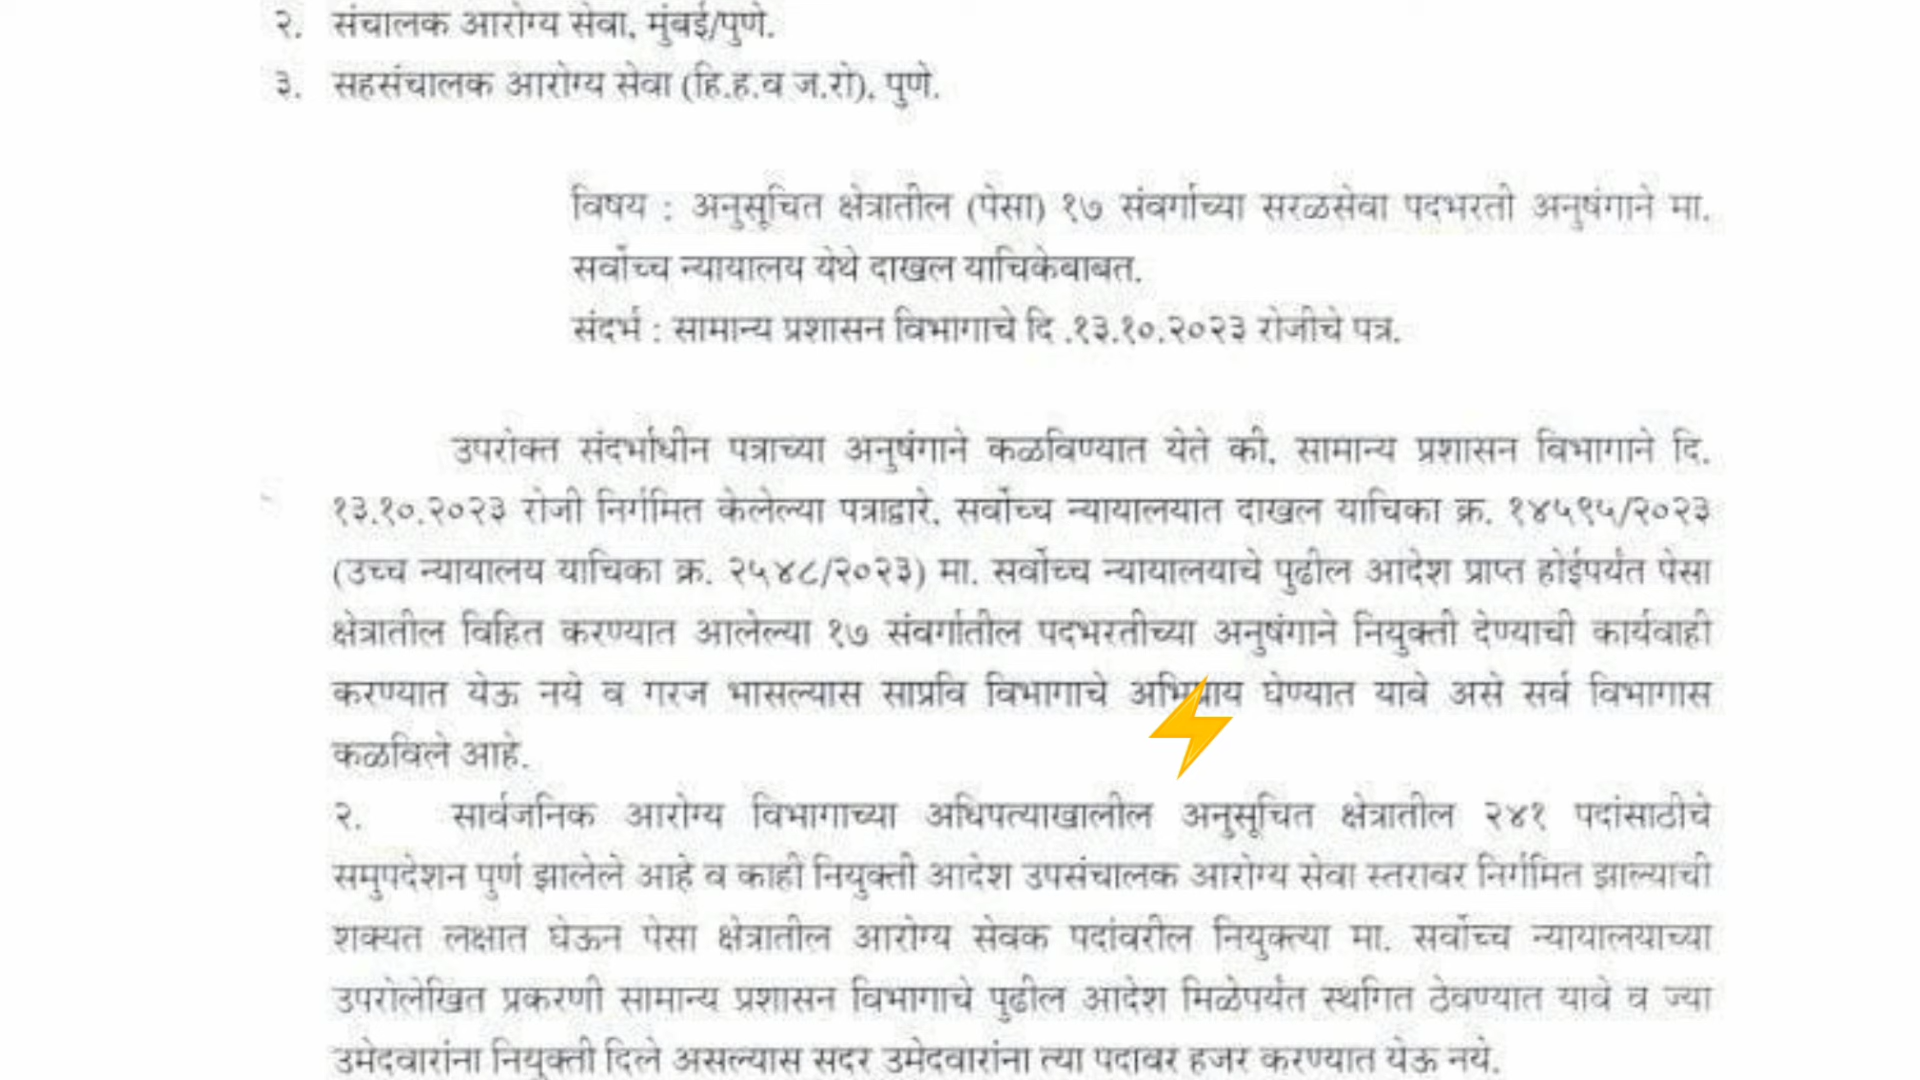 २. संचालक आरोग्य सेवा, मुंबई/पुणे.
३. सहसंचालक आरोग्य सेवा (हि.ह.व ज.रो), पुणे.
विषय : अनुसूचित क्षेत्रातील (पेसा) १७ संवर्गाच्या सरळसेवा पदभरती अनुषंगाने मा.
सर्वोच्च न्यायालय येथे दाखल याचिकेबाबत.
संदर्भ : सामान्य प्रशासन विभागाचे दि .१३.१०.२०२३ रोजीचे पत्र.
उपरोक्त संदर्भाधीन पत्राच्या अनुषंगाने कळविण्यात येते की, सामान्य प्रशासन विभागाने दि.
१३.१०.२०२३ रोजी निर्गमित केलेल्या पत्राद्वारे, सर्वोच्च न्यायालयात दाखल याचिका क्र. १४५९५/२०२३
(उच्च न्यायालय याचिका क्र. २५४८/२०२३) मा. सर्वोच्च न्यायालयाचे पुढील आदेश प्राप्त होईपर्यंत पेसा
क्षेत्रातील विहित करण्यात आलेल्या १७ संवर्गातील पदभरतीच्या अनुषंगाने नियुक्ती देण्याची कार्यवाही
करण्यात येऊ नये व गरज भासल्यास साप्रवि विभागाचे अभिप्राय घेण्यात यावे असे सर्व विभागास
कळविले आहे.
२. सार्वजनिक आरोग्य विभागाच्या अधिपत्याखालील अनुसूचित क्षेत्रातील २४१ पदांसाठीचे
समुपदेशन पुर्ण झालेले आहे व काही नियुक्ती आदेश उपसंचालक आरोग्य सेवा स्तरावर निर्गमित झाल्याची
शक्यत लक्षात घेऊन पेसा क्षेत्रातील आरोग्य सेवक पदांवरील नियुक्त्या मा. सर्वोच्च न्यायालयाच्या
उपरोलेखित प्रकरणी सामान्य प्रशासन विभागाचे पुढील आदेश मिळेपर्यंत स्थगित ठेवण्यात यावे व ज्या
उमेदवारांना नियुक्ती दिले असल्यास सदर उमेदवारांना त्या पदावर हजर करण्यात येऊ नये.